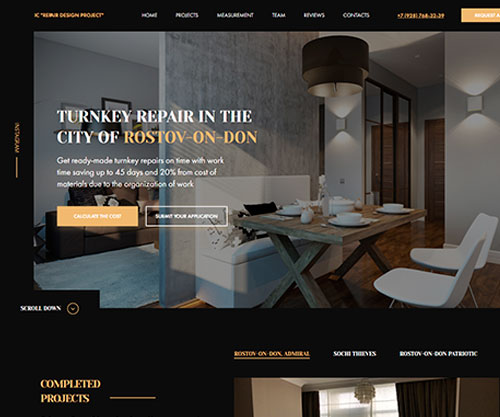 IC "REPAIR DESIGN PROJECT"
HOME PROJECTS MEASUREMENT TEAM REVIEWS CONTACTS
+7 (928) 768-32-39
REQUEST A
INSTAGRAM
TURNKEY REPAIR IN THE
CITY OF ROSTOV-ON-DON
Get ready-made turnkey repairs on time with work
time saving up to 45 days and 20% from cost of
materials due to the organization of work
CALCULATE THE COST
SUBMIT YOUR APPLICATION
SCROLL DOWN
ROSTOV-ON-DON, ADMIRAL SOCHI THIEVES ROSTOV-ON-DON PATRIOTIC
COMPLETED
PROJECTS